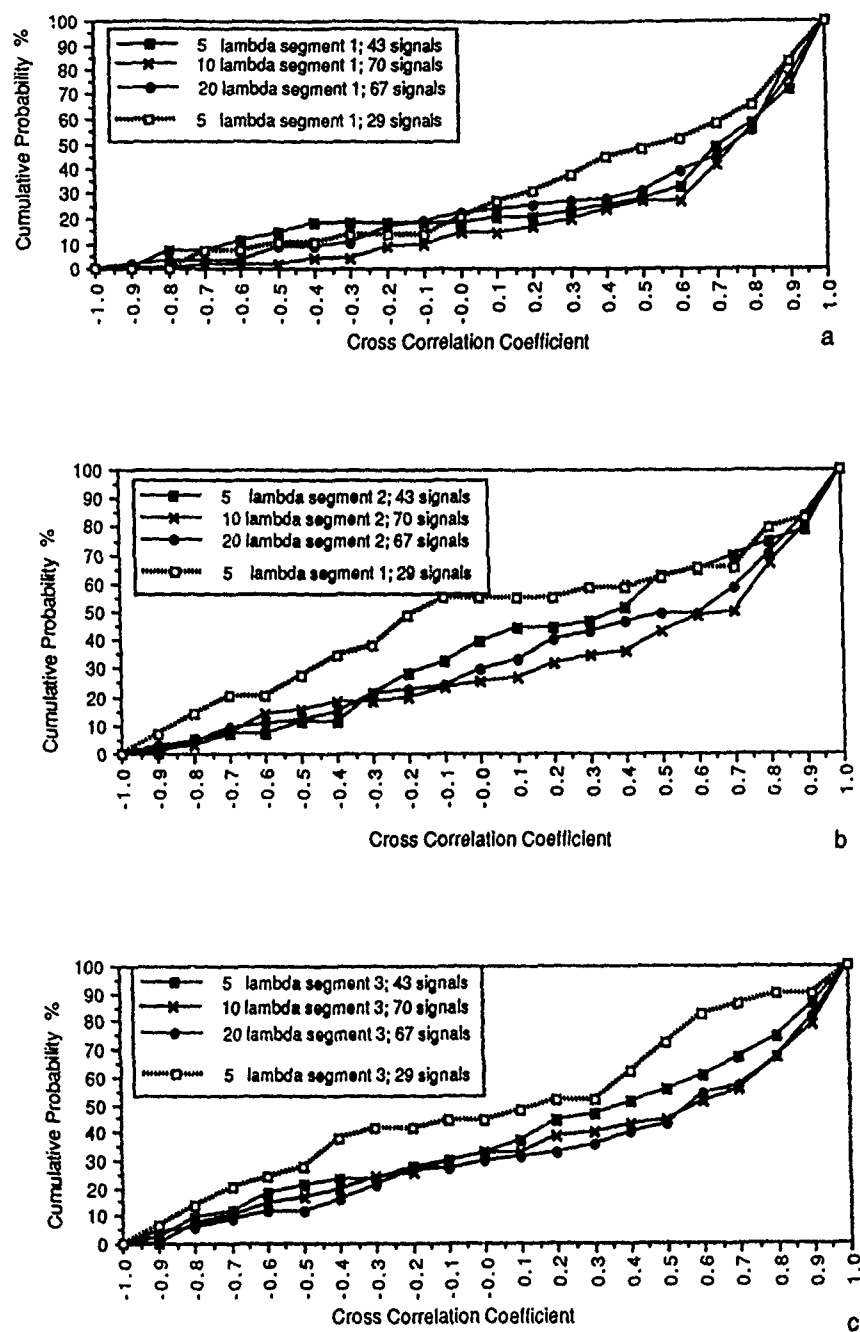 Cumulative Probability %
100
90
80
70
60
50
40
30
20
10
0
5 lambda segment 1; 43 signals
10 lambda segment 1; 70 signals
20 lambda segment 1; 67 signals
5 lambda segment 1; 29 signals
-1.0 -0.9 -0.8 -0.7 -0.6 -0.5 -0.4 -0.3 -0.2 -0.1 -0.0 0.1 0.2 0.3 0.4 0.5 0.6 0.7 0.8 0.9 1.0
Cross Correlation Coefficient
a
Cumulative Probability %
100
90
80
70
60
50
40
30
20
10
0
5 lambda segment 2; 43 signals
10 lambda segment 2; 70 signals
20 lambda segment 2; 67 signals
5 lambda segment 1; 29 signals
-1.0 -0.9 -0.8 -0.7 -0.6 -0.5 -0.4 -0.3 -0.2 -0.1 -0.0 0.1 0.2 0.3 0.4 0.5 0.6 0.7 0.8 0.9 1.0
Cross Correlation Coefficient
b
Cumulative Probability %
100
90
80
70
60
50
40
30
20
10
0
5 lambda segment 3; 43 signals
10 lambda segment 3; 70 signals
20 lambda segment 3; 67 signals
5 lambda segment 3; 29 signals
-1.0 -0.9 -0.8 -0.7 -0.6 -0.5 -0.4 -0.3 -0.2 -0.1 -0.0 0.1 0.2 0.3 0.4 0.5 0.6 0.7 0.8 0.9 1.0
Cross Correlation Coefficient
c